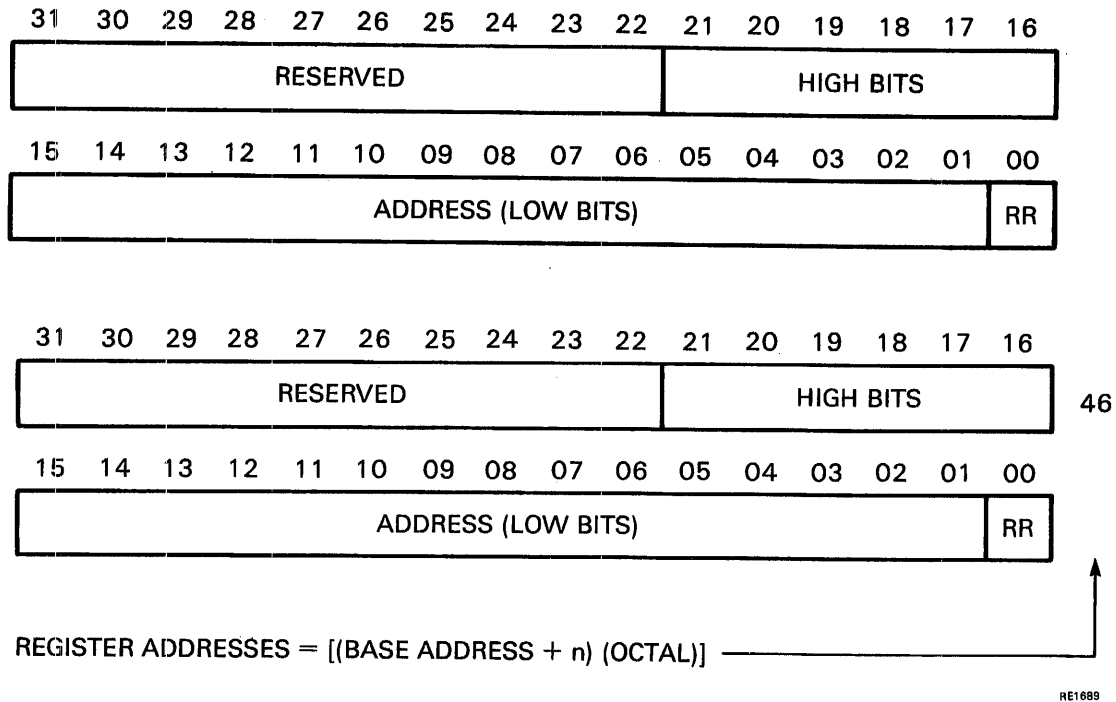 31 30 29 28 27 26 25 24 23 22 21 20 19 18 17 16
RESERVED HIGH BITS
15 14 13 12 11 10 09 08 07 06 05 04 03 02 01 00
ADDRESS (LOW BITS) RR
31 30 29 28 27 26 25 24 23 22 21 20 19 18 17 16
RESERVED HIGH BITS 46
15 14 13 12 11 10 09 08 07 06 05 04 03 02 01 00
ADDRESS (LOW BITS) RR
REGISTER ADDRESSES = [(BASE ADDRESS + n) (OCTAL)]
RE1689